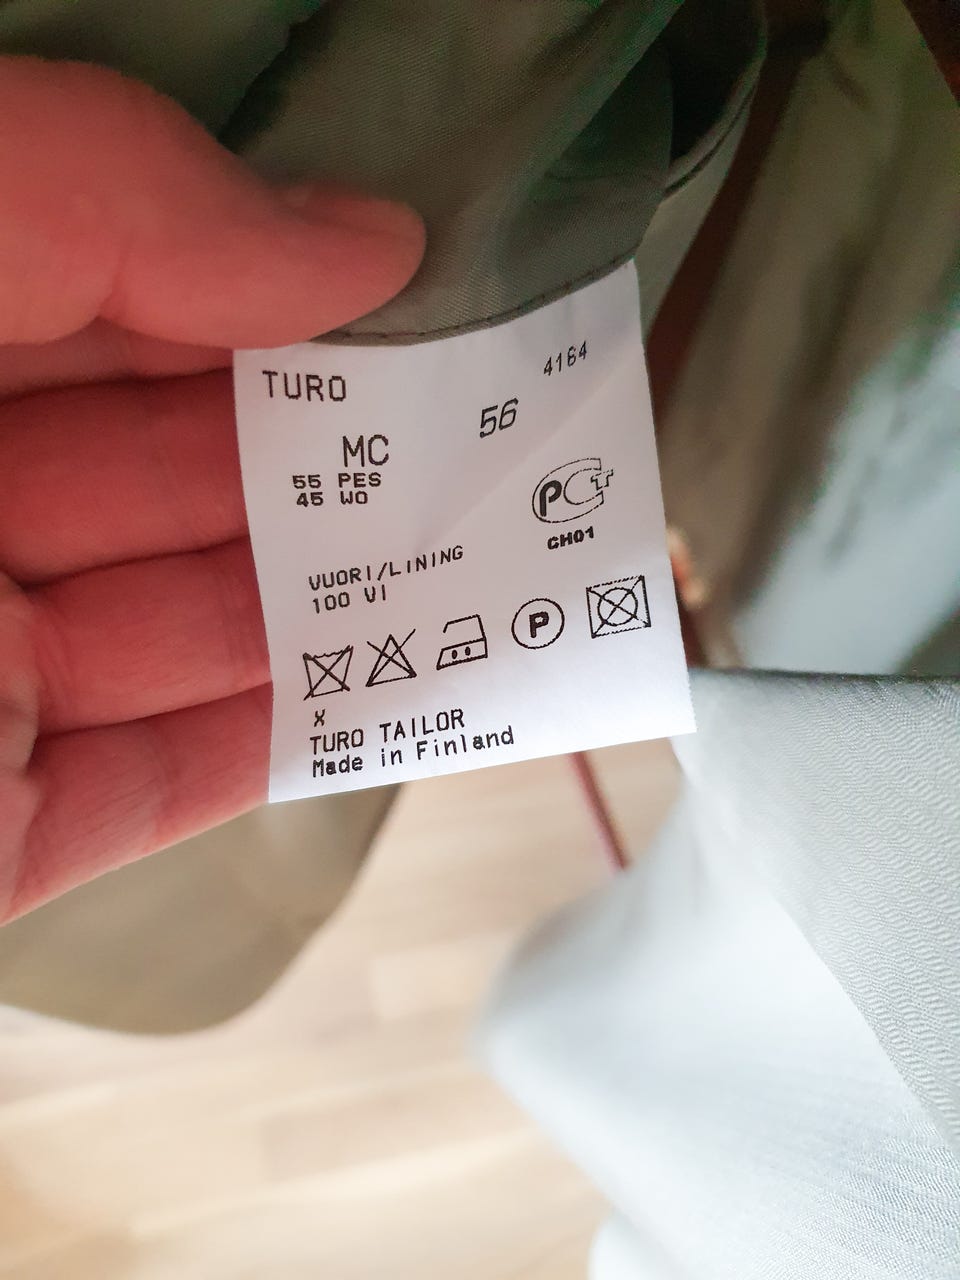 TURO 4164
56
MC
55 PES
45 WO
PCT
CH01
VUORI/LINING
100 VI
P
X
TURO TAILOR
Made in Finland